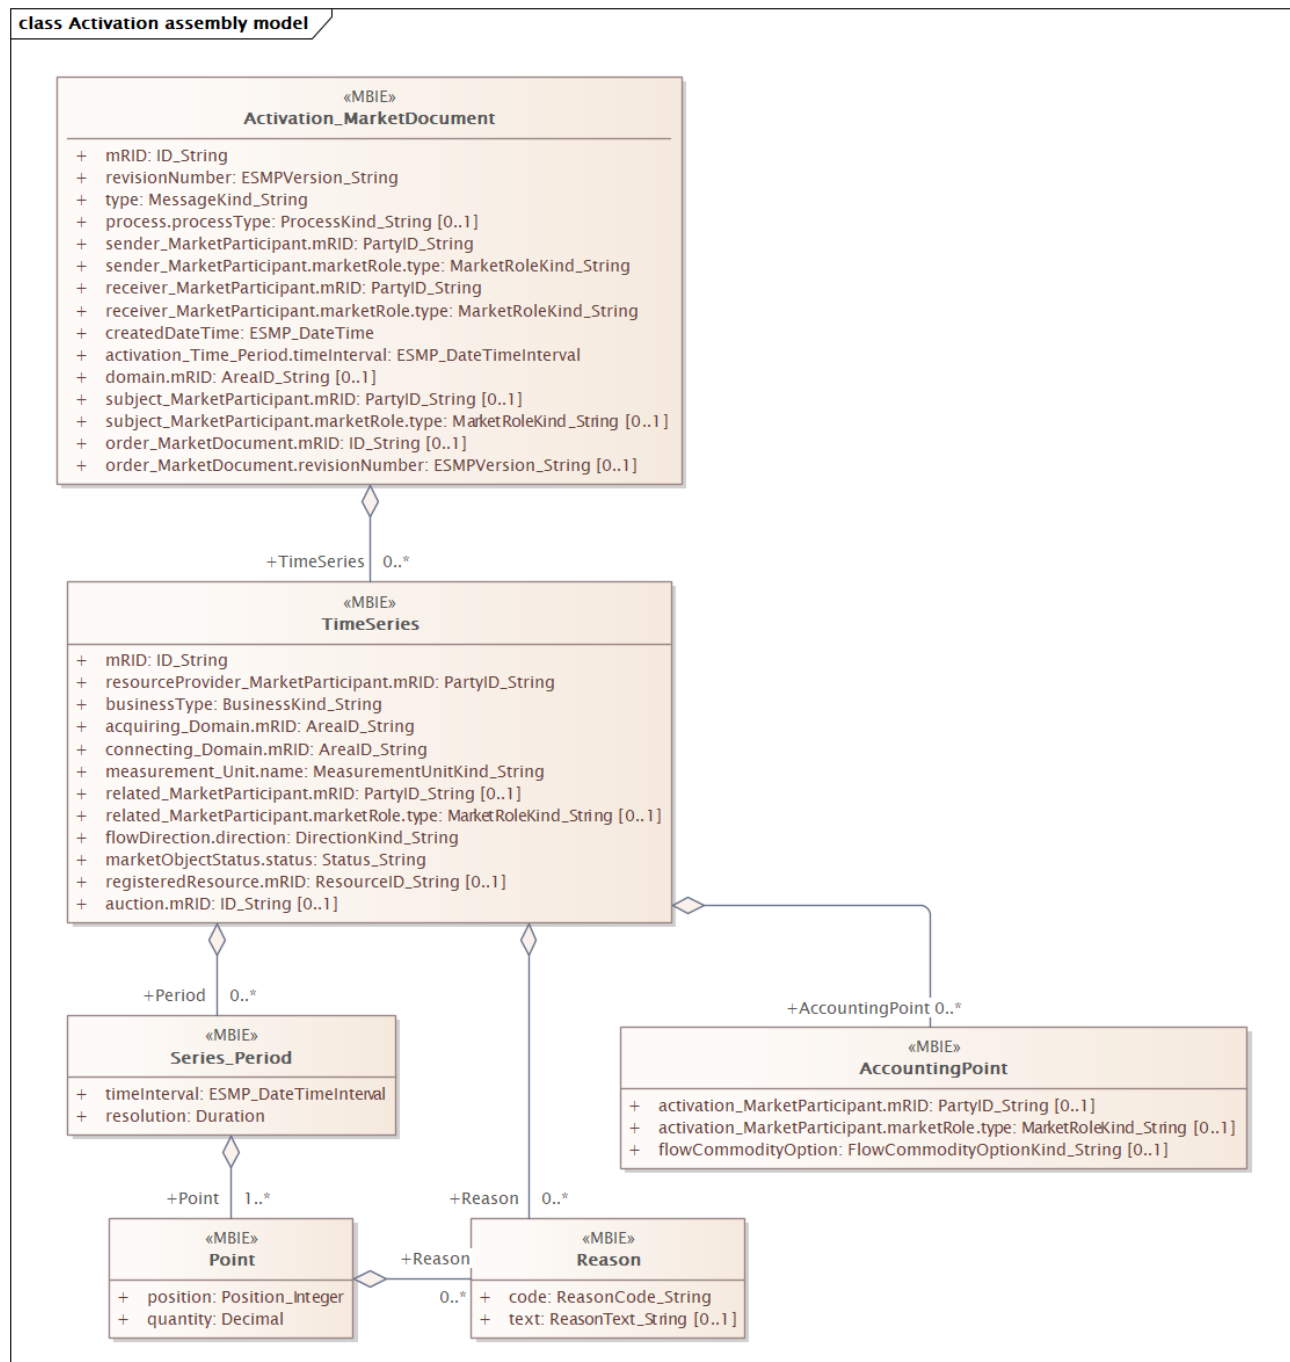 class Activation assembly model
«MBIE»
Activation_MarketDocument
+ mRID: ID_String
+ revisionNumber: ESMPVersion_String
+ type: MessageKind_String
+ process.processType: ProcessKind_String [0..1]
+ sender_MarketParticipant.mRID: PartyID_String
+ sender_MarketParticipant.marketRole.type: MarketRoleKind_String
+ receiver_MarketParticipant.mRID: PartyID_String
+ receiver_MarketParticipant.marketRole.type: MarketRoleKind_String
+ createdDateTime: ESMP_DateTime
+ activation_Time_Period.timeInterval: ESMP_DateTimeInterval
+ domain.mRID: AreaID_String [0..1]
+ subject_MarketParticipant.mRID: PartyID_String [0..1]
+ subject_MarketParticipant.marketRole.type: MarketRoleKind_String [0..1]
+ order_MarketDocument.mRID: ID_String [0..1]
+ order_MarketDocument.revisionNumber: ESMPVersion_String [0..1]
+TimeSeries 0..*
«MBIE»
TimeSeries
+ mRID: ID_String
+ resourceProvider_MarketParticipant.mRID: PartyID_String
+ businessType: BusinessKind_String
+ acquiring_Domain.mRID: AreaID_String
+ connecting_Domain.mRID: AreaID_String
+ measurement_Unit.name: MeasurementUnitKind_String
+ related_MarketParticipant.mRID: PartyID_String [0..1]
+ related_MarketParticipant.marketRole.type: MarketRoleKind_String [0..1]
+ flowDirection.direction: DirectionKind_String
+ marketObjectStatus.status: Status_String
+ registeredResource.mRID: ResourceID_String [0..1]
+ auction.mRID: ID_String [0..1]
+Period 0..*
+AccountingPoint 0..*
«MBIE»
Series_Period
+ timeInterval: ESMP_DateTimeInterval
+ resolution: Duration
«MBIE»
AccountingPoint
+ activation_MarketParticipant.mRID: PartyID_String [0..1]
+ activation_MarketParticipant.marketRole.type: MarketRoleKind_String [0..1]
+ flowCommodityOption: FlowCommodityOptionKind_String [0..1]
+Point 1..*
+Reason 0..*
«MBIE»
Point
+ position: Position_Integer
+ quantity: Decimal
+Reason
0..*
«MBIE»
Reason
+ code: ReasonCode_String
+ text: ReasonText_String [0..1]